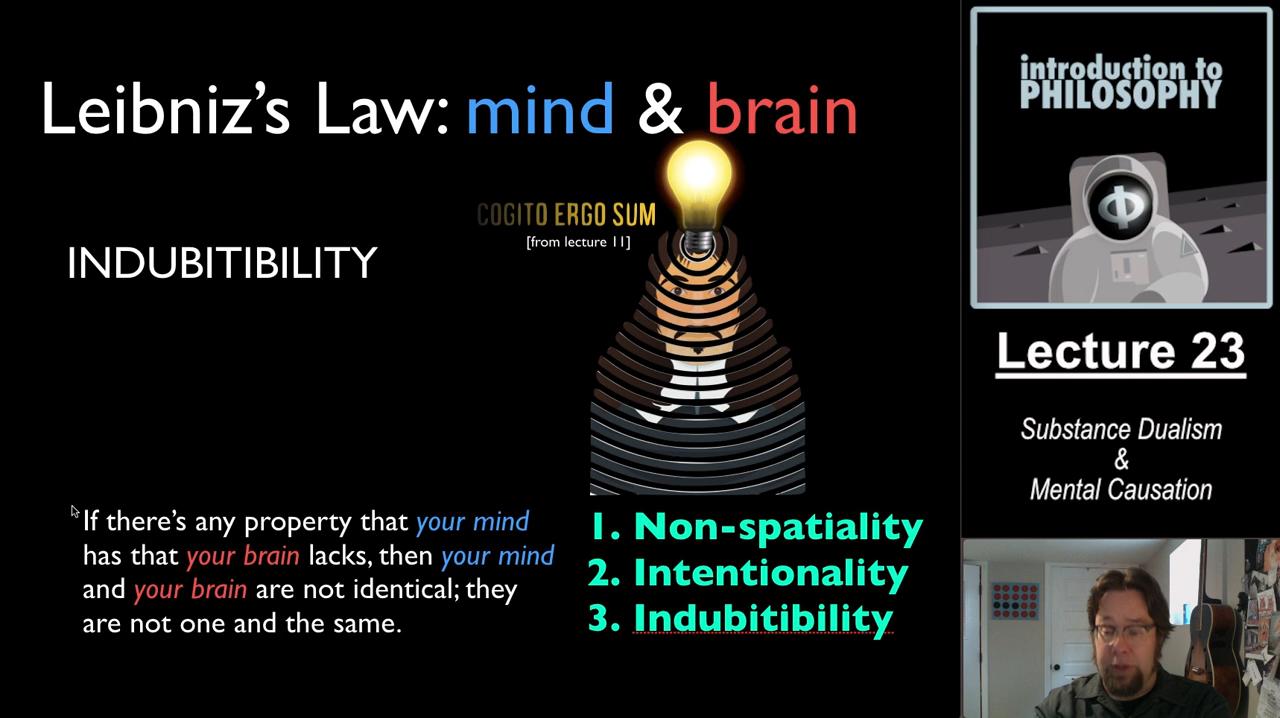 Leibniz's Law: mind & brain
COGITO ERGO SUM
[from lecture 11]
INDUBITIBILITY
If there's any property that your mind
has that your brain lacks, then your mind
and your brain are not identical; they
are not one and the same.
1. Non-spatiality
2. Intentionality
3. Indubitibility
introduction to
PHILOSOPHY
Φ
Lecture 23
Substance Dualism
&
Mental Causation